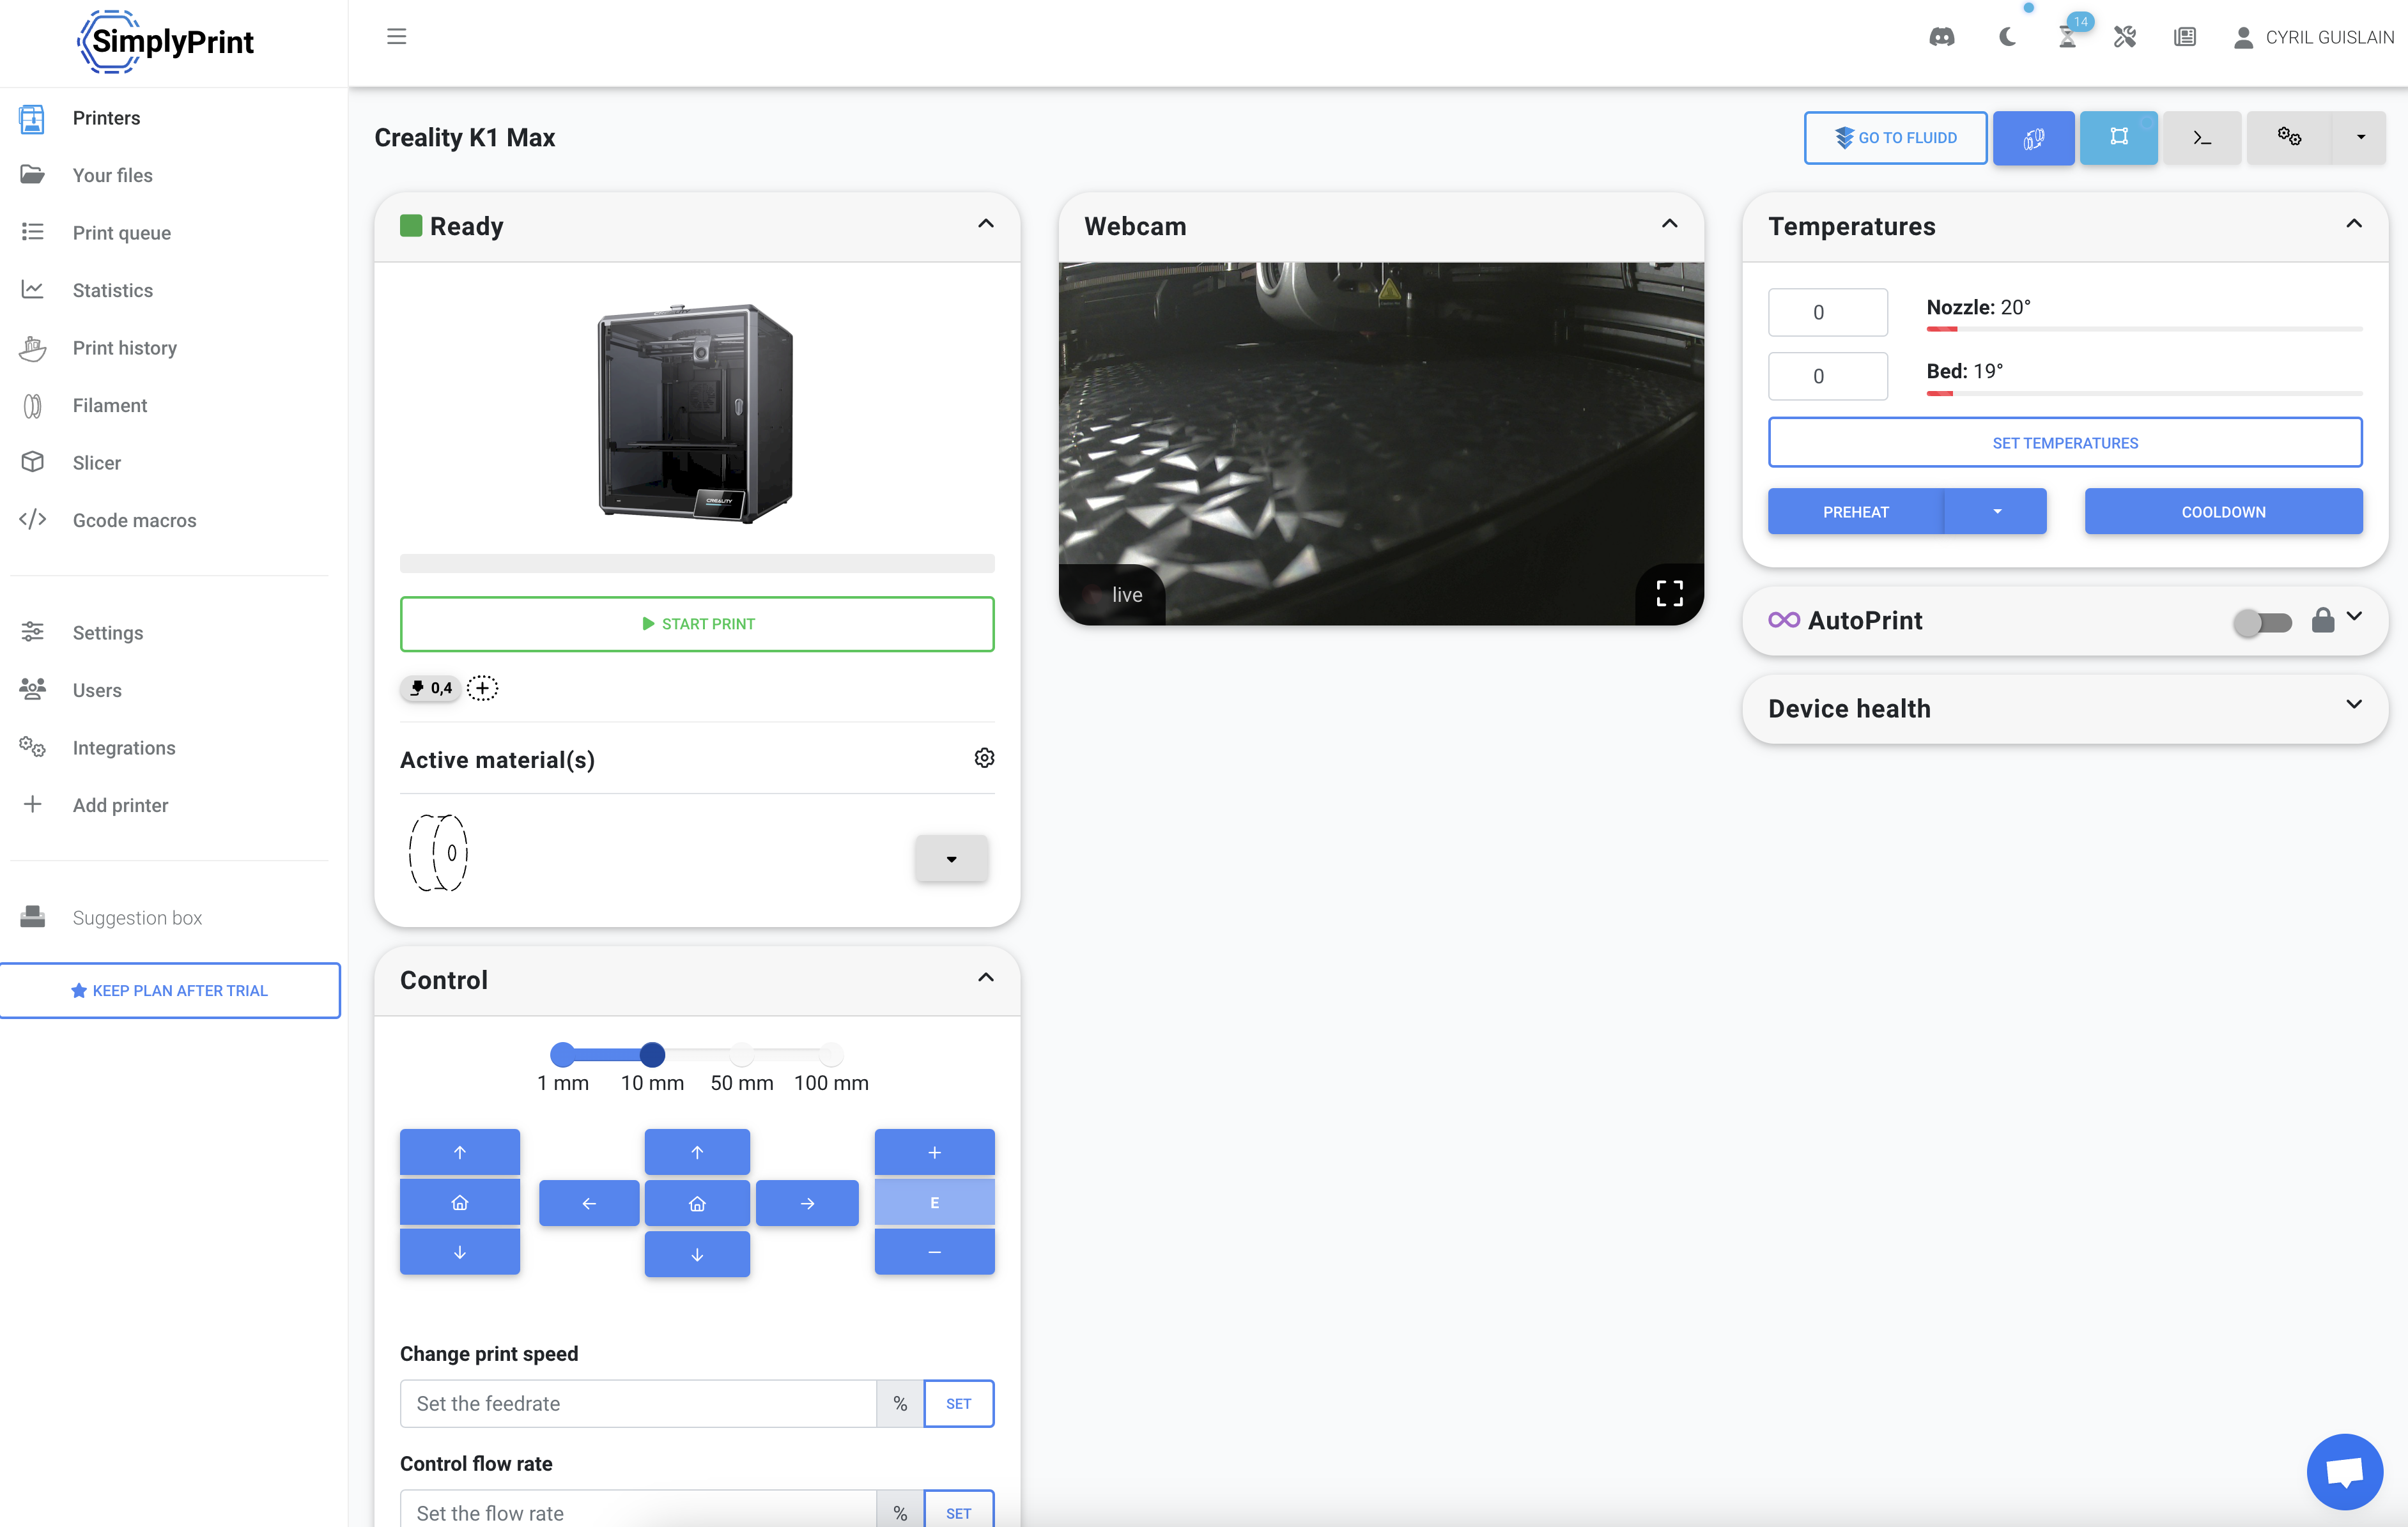 SimplyPrint
14
CYRIL GUISLAIN
Printers
Your files
Print queue
Statistics
Print history
Filament
Slicer
Gcode macros
Settings
Users
Integrations
Add printer
Suggestion box
KEEP PLAN AFTER TRIAL
Creality K1 Max
GO TO FLUIDD
Ready
CREALITY
START PRINT
0,4
Active material(s)
Control
1 mm 10 mm 50 mm 100 mm
E
Change print speed
Set the feedrate % SET
Control flow rate
Set the flow rate % SET
Webcam
live
Temperatures
0 Nozzle: 20°
0 Bed: 19°
SET TEMPERATURES
PREHEAT COOLDOWN
AutoPrint
Device health